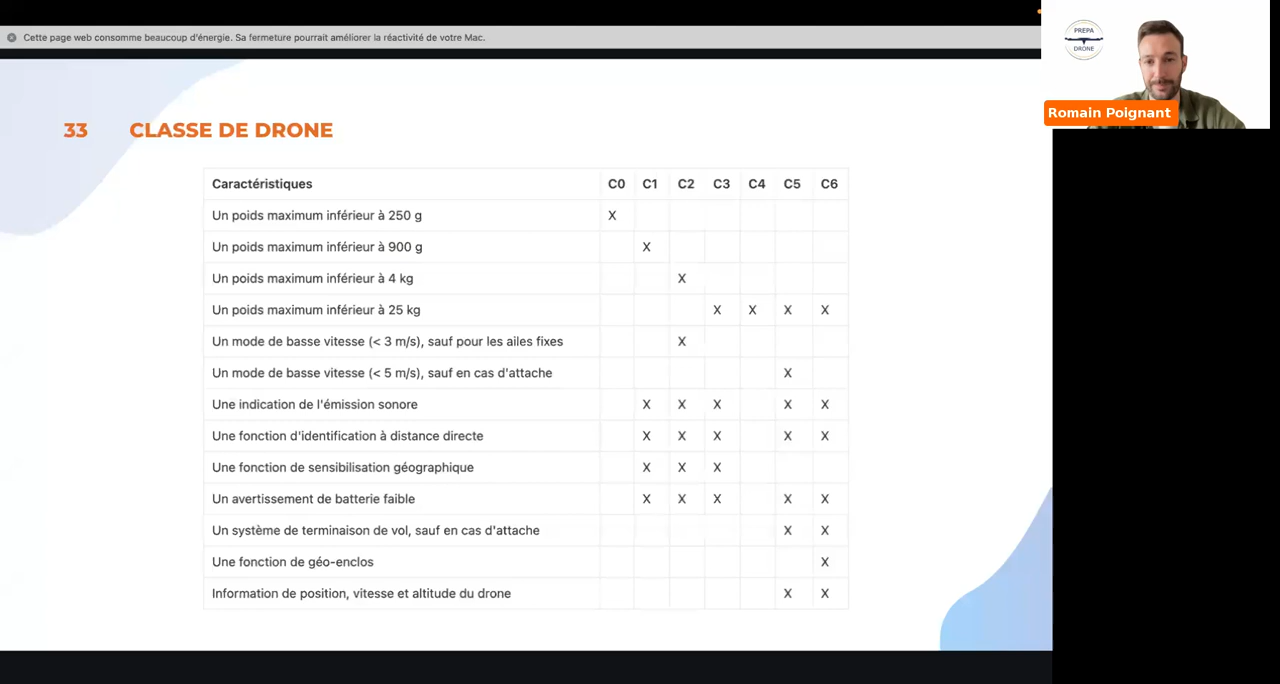 Cette page web consomme beaucoup d'énergie. Sa fermeture pourrait améliorer la réactivité de votre Mac.
PREPA
DRONE
Romain Poignant
33 CLASSE DE DRONE
Caractéristiques C0 C1 C2 C3 C4 C5 C6
Un poids maximum inférieur à 250 g X
Un poids maximum inférieur à 900 g X
Un poids maximum inférieur à 4 kg X
Un poids maximum inférieur à 25 kg X X X X
Un mode de basse vitesse (< 3 m/s), sauf pour les ailes fixes X
Un mode de basse vitesse (< 5 m/s), sauf en cas d'attache X
Une indication de l'émission sonore X X X X X
Une fonction d'identification à distance directe X X X X X
Une fonction de sensibilisation géographique X X X
Un avertissement de batterie faible X X X X X
Un système de terminaison de vol, sauf en cas d'attache X X
Une fonction de géo-enclos X
Information de position, vitesse et altitude du drone X X